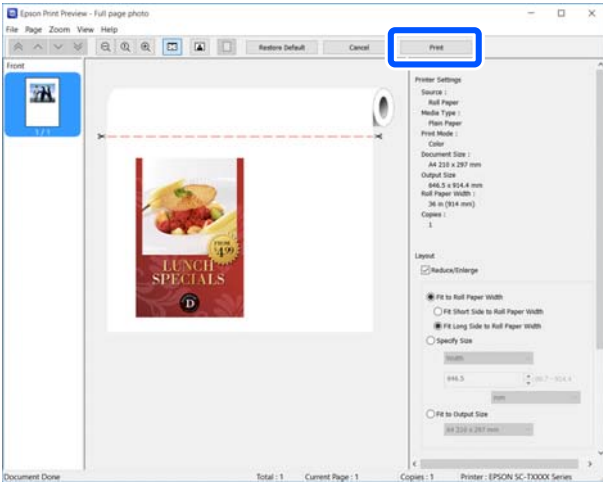 Epson Print Preview - Full page photo
File Page Zoom View Help
Restore Default
Cancel
Print
Front
1 / 1
FROM
$4.99
LUNCH
SPECIALS
D
Printer Settings
Source :
Roll Paper
Media Type :
Plain Paper
Print Mode :
Color
Document Size :
A4 210 x 297 mm
Output Size
646.5 x 914.4 mm
Roll Paper Width :
36 in (914 mm)
Copies :
1
Layout
Reduce/Enlarge
Fit to Roll Paper Width
Fit Short Side to Roll Paper Width
Fit Long Side to Roll Paper Width
Specify Size
Width
646.5
mm
Fit to Output Size
A4 210 x 297 mm
Document Done
Total : 1
Current Page : 1
Copies : 1
Printer : EPSON SC-TXXXX Series